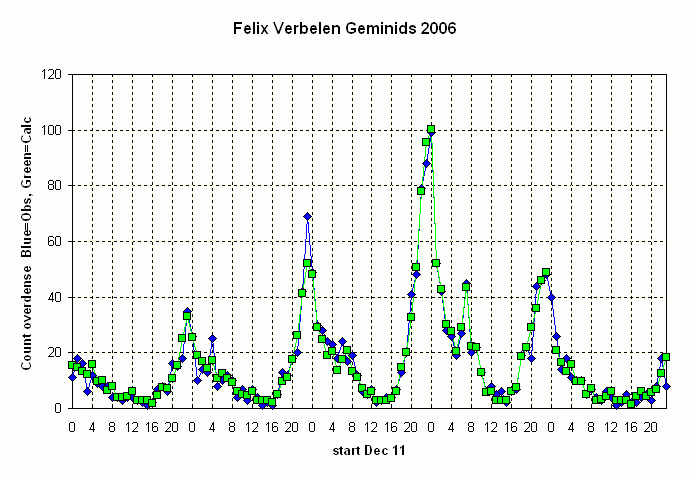 Felix Verbelen Geminids 2006
Count overdense Blue=Obs, Green=Calc
120
100
80
60
40
20
0
0 4 8 12 16 20 0 4 8 12 16 20 0 4 8 12 16 20 0 4 8 12 16 20 0 4 8 12 16 20
start Dec 11